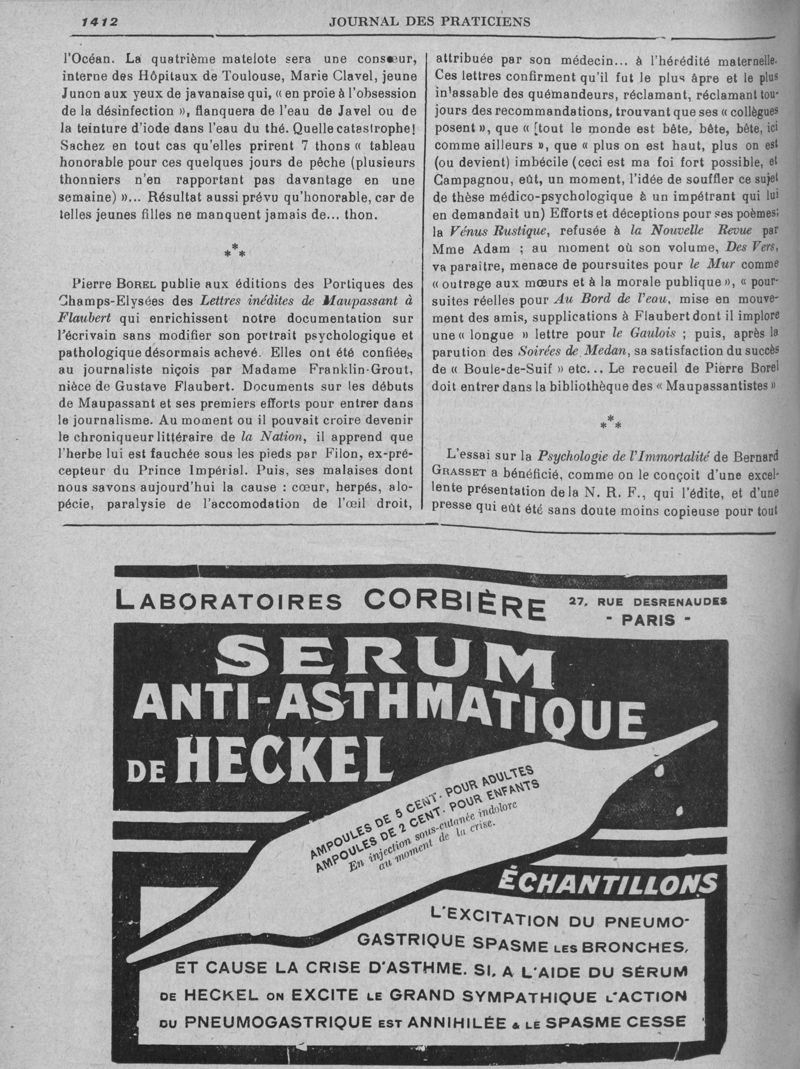 1412
JOURNAL DES PRATICIENS
l'Océan. La quatrième matelote sera une consœur,
interne des Hôpitaux de Toulouse, Marie Clavel, jeune
Junon aux yeux de javanaise qui, « en proie à l'obsession
de la désinfection », flanquera de l'eau de Javel ou de
la teinture d'iode dans l'eau du thé. Quelle catastrophe!
Sachez en tout cas qu'elles prirent 7 thons « tableau
honorable pour ces quelques jours de pêche (plusieurs
thonniers n'en rapportant pas davantage en une
semaine) »... Résultat aussi prévu qu'honorable, car de
telles jeunes filles ne manquent jamais de... thon.
*
* *
Pierre BOREL publie aux éditions des Portiques des
Champs-Elysées des Lettres inédites de Maupassant à
Flaubert qui enrichissent notre documentation sur
l'écrivain sans modifier son portrait psychologique et
pathologique désormais achevé. Elles ont été confiées
au journaliste niçois par Madame Franklin-Grout,
nièce de Gustave Flaubert. Documents sur les débuts
de Maupassant et ses premiers efforts pour entrer dans
le journalisme. Au moment ou il pouvait croire devenir
le chroniqueur littéraire de la Nation, il apprend que
l'herbe lui est fauchée sous les pieds par Filon, ex-pré-
cepteur du Prince Impérial. Puis, ses malaises dont
nous savons aujourd'hui la cause : cœur, herpés, alo-
pécie, paralysie de l'accomodation de l'œil droit,
attribuée par son médecin... à l'hérédité maternelle.
Ces lettres confirment qu'il fut le plus âpre et le plus
inlassable des quémandeurs, réclamant, réclamant tou-
jours des recommandations, trouvant que ses « collègues
posent », que « [tout le monde est bête, bête, bête, ici
comme ailleurs », que « plus on est haut, plus on est
(ou devient) imbécile (ceci est ma foi fort possible, et
Campagnou, eût, un moment, l'idée de souffler ce sujet
de thèse médico-psychologique à un impétrant qui lui
en demandait un) Efforts et déceptions pour ses poèmes;
la Vénus Rustique, refusée à la Nouvelle Revue par
Mme Adam ; au moment où son volume, Des Vers,
va paraitre, menace de poursuites pour le Mur comme
« outrage aux mœurs et à la morale publique », « pour-
suites réelles pour Au Bord de l'eau, mise en mouve-
ment des amis, supplications à Flaubert dont il implore
une « longue » lettre pour le Gaulois ; puis, après la
parution des Soirées de Medan, sa satisfaction du succès
de « Boule-de-Suif » etc... Le recueil de Pierre Borel
doit entrer dans la bibliothèque des « Maupassantistes »
*
* *
L'essai sur la Psychologie de l'Immortalité de Bernard
GRASSET a bénéficié, comme on le conçoit d'une excel-
lente présentation de la N. R. F., qui l'édite, et d'une
presse qui eût été sans doute moins copieuse pour tout
LABORATOIRES CORBIÈRE
27, RUE DESRENAUDES
- PARIS -
SERUM
ANTI-ASTHMATIQUE
DE HECKEL
AMPOULES DE 5 CENT. POUR ADULTES
AMPOULES DE 2 CENT. POUR ENFANTS
En injection sous-cutanée indolore
au moment de la crise.
ÉCHANTILLONS
L'EXCITATION DU PNEUMO-
GASTRIQUE SPASME LES BRONCHES,
ET CAUSE LA CRISE D'ASTHME. SI, A L'AIDE DU SÉRUM
DE HECKEL ON EXCITE LE GRAND SYMPATHIQUE L'ACTION
DU PNEUMOGASTRIQUE EST ANNIHILÉE & LE SPASME CESSE